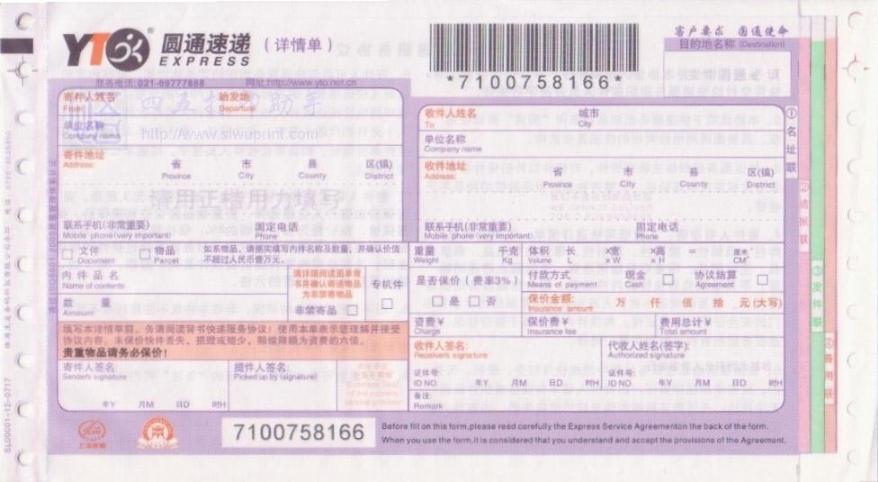 YTO 圆通速递 (详情单)
EXPRESS
*7100758166*
客户要求 圆通使命
目的地名称 (Destination)
查询电话:021-69777888 网址:http://www.yto.net.cn
寄件人姓名 始发地
From Departure
四五打印助手
http://www.siwuprint.com
单位名称
Company name
寄件地址 省 市 县 区(镇)
Address: Province City County District
请用正楷用力填写
联系手机(非常重要) 固定电话
Mobile phone(very important) Phone
收件人姓名 城市
To City
单位名称
Company name
收件地址 省 市 县 区(镇)
Address: Province City County District
联系手机(非常重要) 固定电话
Mobile phone(very important) Phone
①名址联
③发件联
文件 物品 如系物品,请据实填写内件名称及数量,并确认价值
Document Parcel 不超过人民币壹万元。
内件品名
Name of contents
数量
Amount
请详细阅读面单背
书并确认寄递物品
为非禁寄物品
非禁寄品
专机件
重量 千克 体积 长 ×宽 ×高 = 厘米³
Weight Kg Volume L x W x H CM³
是否保价(费率3%) 付款方式 现金 协议结算
Means of payment Cash Agreement
是 否 保价金额: 万 仟 佰 拾 元(大写)
Insurance amount
资费¥ 保价费¥ 费用总计¥
Charge Insurance fee Total amount
填写本详情单前,务请阅读背书快递服务协议!使用本单表示您理解并接受
协议内容。未保价快件丢失、损毁或短少,赔偿限额为资费的六倍。
贵重物品请务必保价!
寄件人签名: 提件人签名:
Sender's signature Picked up by (signature)
年Y 月M 日D 时H
收件人签名: 代收人姓名(签字):
Receiver's signature Authorized signature
证件号: 证件号:
ID NO. 年Y 月M 日D 时H ID NO. 年Y 月M 日D 时H
备注:
Remark
7100758166
Before fill on this form,please read carefully the Express Service Agreementon the back of the form.
When you use the form,it is considered that you understand and accept the provisions of the Agreement.
SL00001-12-0717